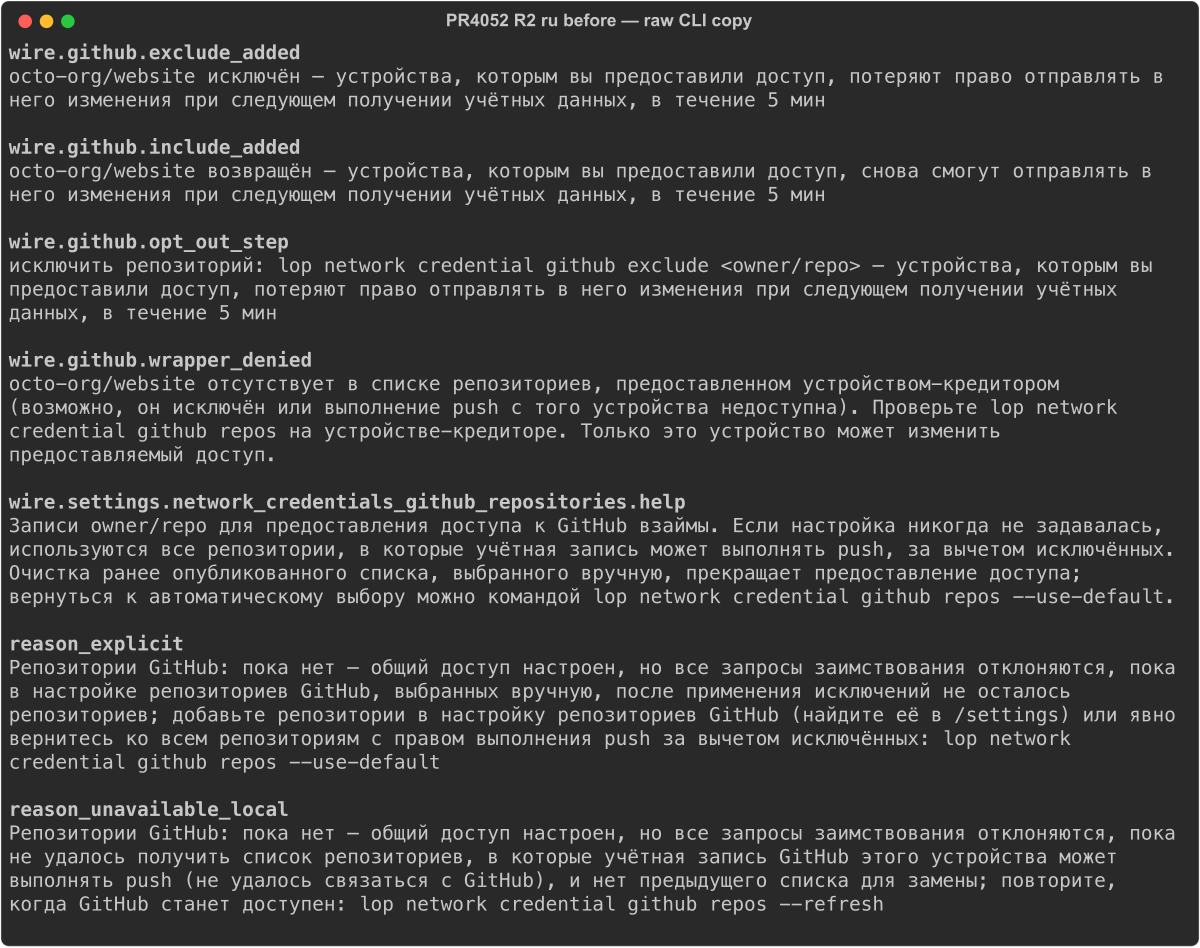 PR4052 R2 ru before — raw CLI copy
wire.github.exclude_added
octo-org/website исключён — устройства, которым вы предоставили доступ, потеряют право отправлять в
него изменения при следующем получении учётных данных, в течение 5 мин
wire.github.include_added
octo-org/website возвращён — устройства, которым вы предоставили доступ, снова смогут отправлять в
него изменения при следующем получении учётных данных, в течение 5 мин
wire.github.opt_out_step
исключить репозиторий: lop network credential github exclude <owner/repo> — устройства, которым вы
предоставили доступ, потеряют право отправлять в него изменения при следующем получении учётных
данных, в течение 5 мин
wire.github.wrapper_denied
octo-org/website отсутствует в списке репозиториев, предоставленном устройством-кредитором
(возможно, он исключён или выполнение push с того устройства недоступна). Проверьте lop network
credential github repos на устройстве-кредиторе. Только это устройство может изменить
предоставляемый доступ.
wire.settings.network_credentials_github_repositories.help
Записи owner/repo для предоставления доступа к GitHub взаймы. Если настройка никогда не задавалась,
используются все репозитории, в которые учётная запись может выполнять push, за вычетом исключённых.
Очистка ранее опубликованного списка, выбранного вручную, прекращает предоставление доступа;
вернуться к автоматическому выбору можно командой lop network credential github repos --use-default.
reason_explicit
Репозитории GitHub: пока нет — общий доступ настроен, но все запросы заимствования отклоняются, пока
в настройке репозиториев GitHub, выбранных вручную, после применения исключений не осталось
репозиториев; добавьте репозитории в настройку репозиториев GitHub (найдите её в /settings) или явно
вернитесь ко всем репозиториям с правом выполнения push за вычетом исключённых: lop network
credential github repos --use-default
reason_unavailable_local
Репозитории GitHub: пока нет — общий доступ настроен, но все запросы заимствования отклоняются, пока
не удалось получить список репозиториев, в которые учётная запись GitHub этого устройства может
выполнять push (не удалось связаться с GitHub), и нет предыдущего списка для замены; повторите,
когда GitHub станет доступен: lop network credential github repos --refresh